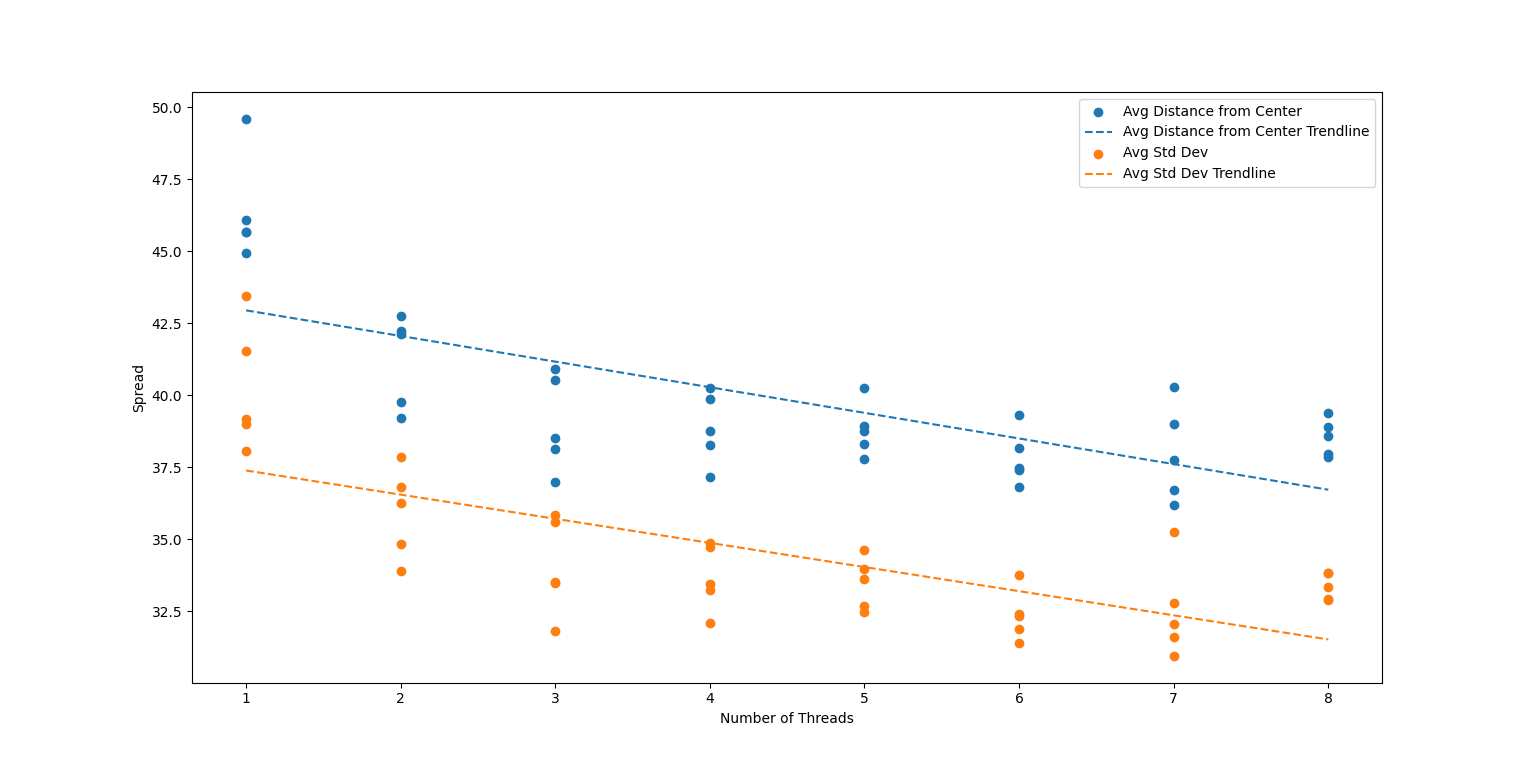 50.0
47.5
45.0
42.5
40.0
37.5
35.0
32.5
Spread
1 2 3 4 5 6 7 8
Number of Threads
Avg Distance from Center
Avg Distance from Center Trendline
Avg Std Dev
Avg Std Dev Trendline